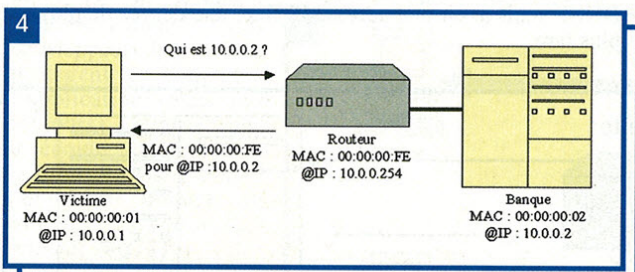 4
Qui est 10.0.0.2 ?
MAC : 00:00:00:FE
pour @IP :10.0.0.2
Routeur
MAC : 00:00:00:FE
@IP : 10.0.0.254
Victime
MAC : 00:00:00:01
@IP : 10.0.0.1
Banque
MAC : 00:00:00:02
@IP : 10.0.0.2